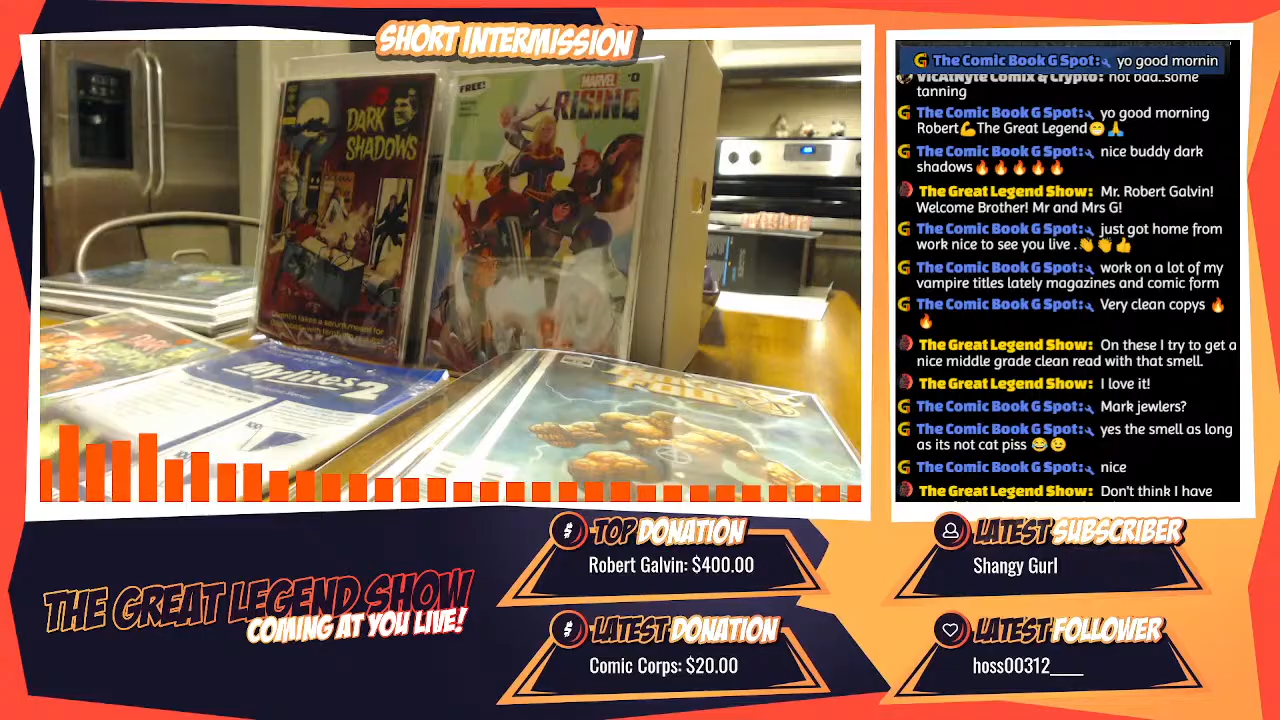 SHORT INTERMISSION
FREE!
MARVEL
RISING
#0
DARK
SHADOWS
Mylites 2
The Comic Book G Spot: yo good mornin
VicAtNyte Comix & Crypto: not bad..some
tanning
The Comic Book G Spot: yo good morning
Robert💪The Great Legend😁🙏
The Comic Book G Spot: nice buddy dark
shadows🔥🔥🔥🔥🔥
The Great Legend Show: Mr. Robert Galvin!
Welcome Brother! Mr and Mrs G!
The Comic Book G Spot: just got home from
work nice to see you live .👏👏👍
The Comic Book G Spot: work on a lot of my
vampire titles lately magazines and comic form
The Comic Book G Spot: Very clean copys 🔥
🔥
The Great Legend Show: On these I try to get a
nice middle grade clean read with that smell.
The Great Legend Show: I love it!
The Comic Book G Spot: Mark jewlers?
The Comic Book G Spot: yes the smell as long
as its not cat piss 😂😉
The Comic Book G Spot: nice
The Great Legend Show: Don't think I have
THE GREAT LEGEND SHOW
COMING AT YOU LIVE!
TOP DONATION
Robert Galvin: $400.00
LATEST DONATION
Comic Corps: $20.00
LATEST SUBSCRIBER
Shangy Gurl
LATEST FOLLOWER
hoss00312____